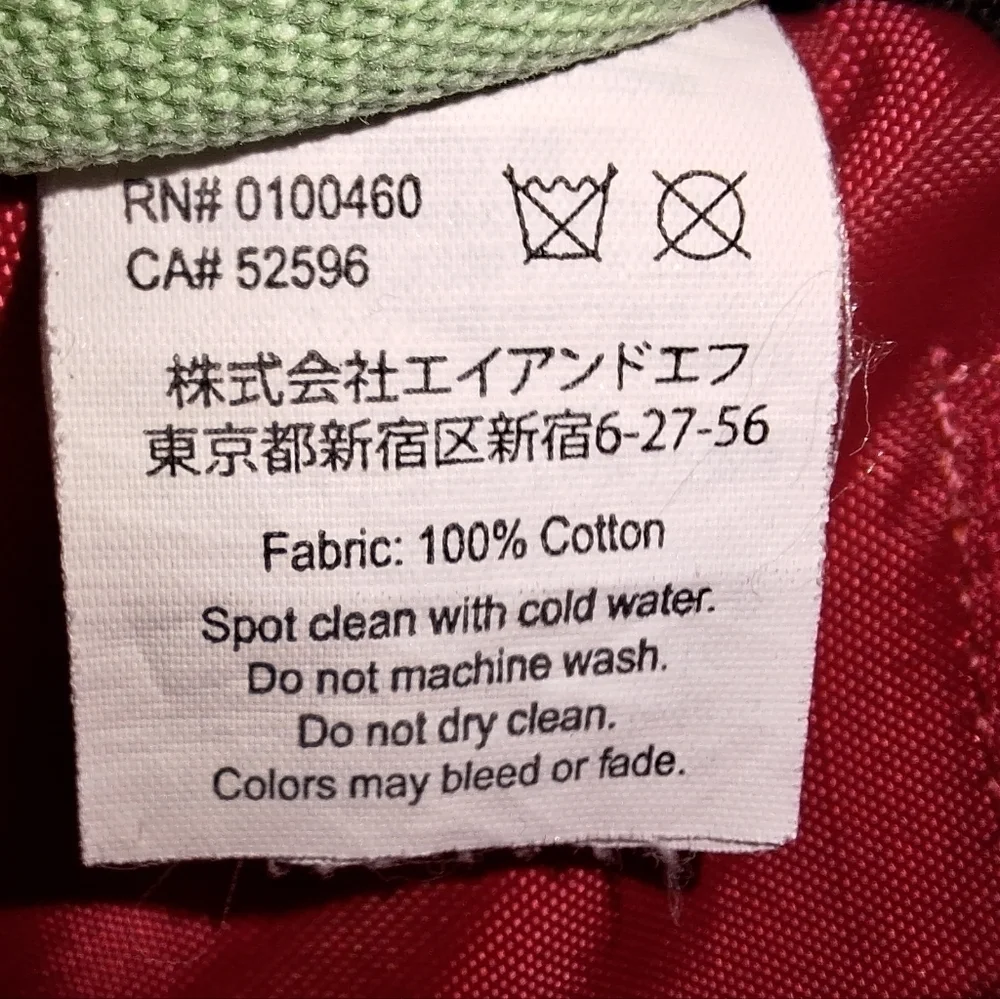 RN# 0100460
CA# 52596
株式会社エイアンドエフ
東京都新宿区新宿6-27-56
Fabric: 100% Cotton
Spot clean with cold water.
Do not machine wash.
Do not dry clean.
Colors may bleed or fade.